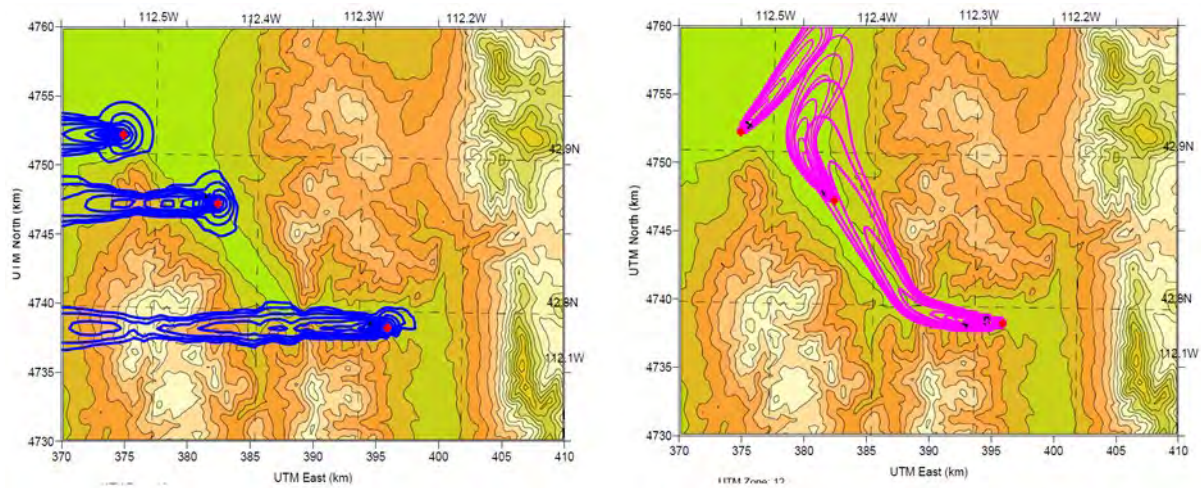 112.5W 112.4W 112.3W 112.2W
4760
4755
4750
4745
4740
4735
4730
42.9N
42.8N
112.1W
UTM North (km)
370 375 380 385 390 395 400 405 410
UTM East (km)
112.5W 112.4W 112.3W 112.2W
4760
4755
4750
4745
4740
4735
4730
42.9N
42.8N
112.1W
UTM North (km)
370 375 380 385 390 395 400 405 410
UTM East (km)
UTM Zone: 12